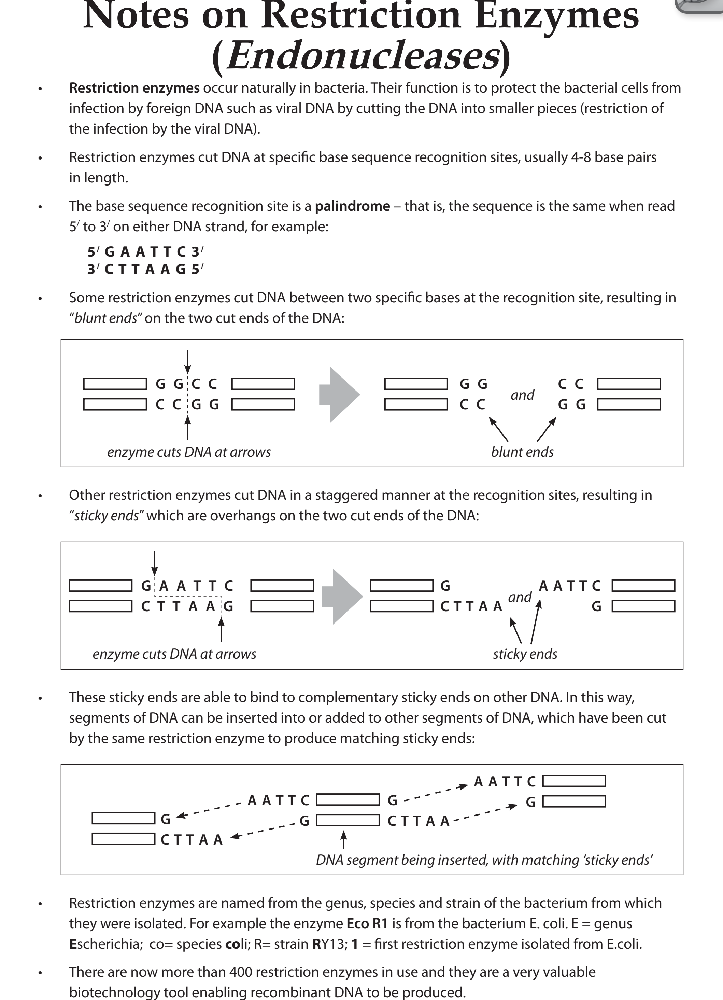 Notes on Restriction Enzymes
(Endonucleases)
• Restriction enzymes occur naturally in bacteria. Their function is to protect the bacterial cells from
infection by foreign DNA such as viral DNA by cutting the DNA into smaller pieces (restriction of
the infection by the viral DNA).
• Restriction enzymes cut DNA at specific base sequence recognition sites, usually 4-8 base pairs
in length.
• The base sequence recognition site is a palindrome – that is, the sequence is the same when read
5/ to 3/ on either DNA strand, for example:
5/ G A A T T C 3/
3/ C T T A A G 5/
• Some restriction enzymes cut DNA between two specific bases at the recognition site, resulting in
“blunt ends” on the two cut ends of the DNA:
G G C C G G C C
and
C C G G C C G G
enzyme cuts DNA at arrows blunt ends
• Other restriction enzymes cut DNA in a staggered manner at the recognition sites, resulting in
“sticky ends” which are overhangs on the two cut ends of the DNA:
G A A T T C G A A T T C
and
C T T A A G C T T A A G
enzyme cuts DNA at arrows sticky ends
• These sticky ends are able to bind to complementary sticky ends on other DNA. In this way,
segments of DNA can be inserted into or added to other segments of DNA, which have been cut
by the same restriction enzyme to produce matching sticky ends:
A A T T C
A A T T C G G
G G C T T A A
C T T A A
DNA segment being inserted, with matching ‘sticky ends’
• Restriction enzymes are named from the genus, species and strain of the bacterium from which
they were isolated. For example the enzyme Eco R1 is from the bacterium E. coli. E = genus
Escherichia; co= species coli; R= strain RY13; 1 = first restriction enzyme isolated from E.coli.
• There are now more than 400 restriction enzymes in use and they are a very valuable
biotechnology tool enabling recombinant DNA to be produced.